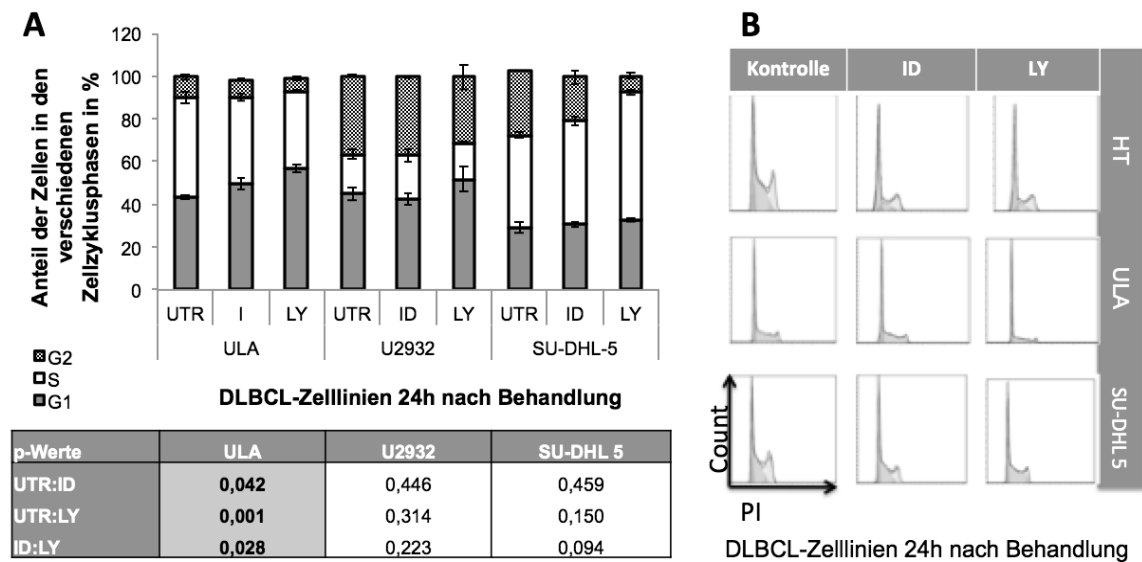 A
Anteil der Zellen in den
verschiedenen
Zellzyklusphasen in %
120
100
80
60
40
20
0
UTR I LY UTR ID LY UTR ID LY
ULA U2932 SU-DHL-5
G2
S
G1
DLBCL-Zelllinien 24h nach Behandlung
p-Werte ULA U2932 SU-DHL 5
UTR:ID 0,042 0,446 0,459
UTR:LY 0,001 0,314 0,150
ID:LY 0,028 0,223 0,094
B
Kontrolle ID LY
HT
ULA
SU-DHL 5
Count
PI
DLBCL-Zelllinien 24h nach Behandlung